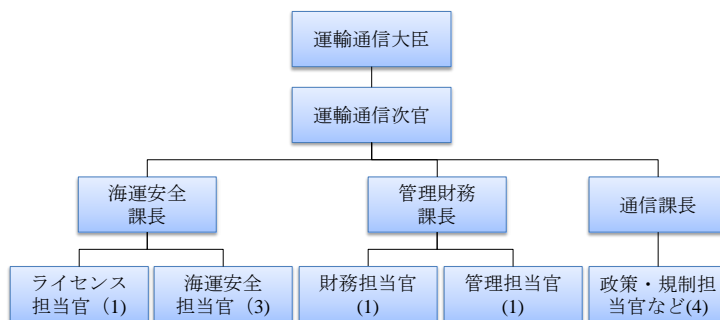 運輸通信大臣
運輸通信次官
海運安全
課長
管理財務
課長
通信課長
ライセンス
担当官（1)
海運安全
担当官（3)
財務担当官
(1)
管理担当官
(1)
政策・規制担
当官など(4)